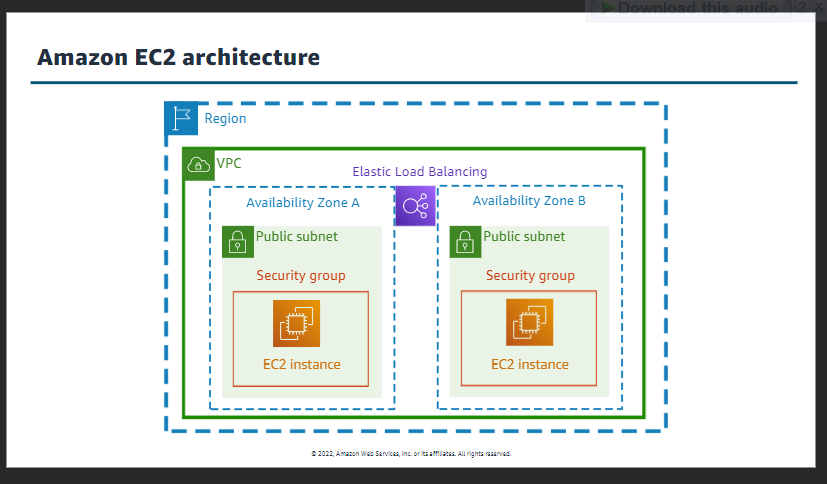 Download this audio ? X
Amazon EC2 architecture
Region
VPC
Elastic Load Balancing
Availability Zone A
Availability Zone B
Public subnet
Public subnet
Security group
Security group
EC2 instance
EC2 instance
© 2022, Amazon Web Services, Inc. or its affiliates. All rights reserved.